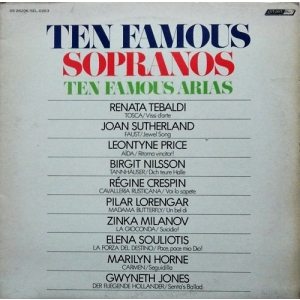 TEN FAMOUS
SOPRANOS
TEN FAMOUS ARIAS
RENATA TEBALDI
TOSCA/Vissi d'arte
JOAN SUTHERLAND
FAUST/Jewel Song
LEONTYNE PRICE
AÏDA/Ritorna vincitor!
BIRGIT NILSSON
TANNHÄUSER/Dich teure Halle
RÉGINE CRESPIN
CAVALLERIA RUSTICANA/Voi lo sapete
PILAR LORENGAR
MADAMA BUTTERFLY/Un bel di
ZINKA MILANOV
LA GIOCONDA/Suicidio!
ELENA SOULIOTIS
LA FORZA DEL DESTINO/Pace, pace mio Dio!
MARILYN HORNE
CARMEN/Seguidilla
GWYNETH JONES
DER FLIEGENDE HOLLÄNDER/Senta's Ballad